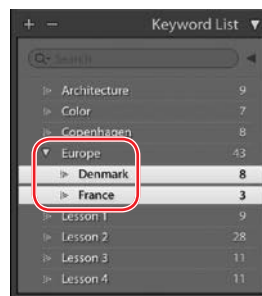 + − Keyword List ▼
Search
Architecture 9
Color 7
Copenhagen 8
Europe 43
Denmark 8
France 3
Lesson 1 9
Lesson 2 28
Lesson 3 11
Lesson 4 11